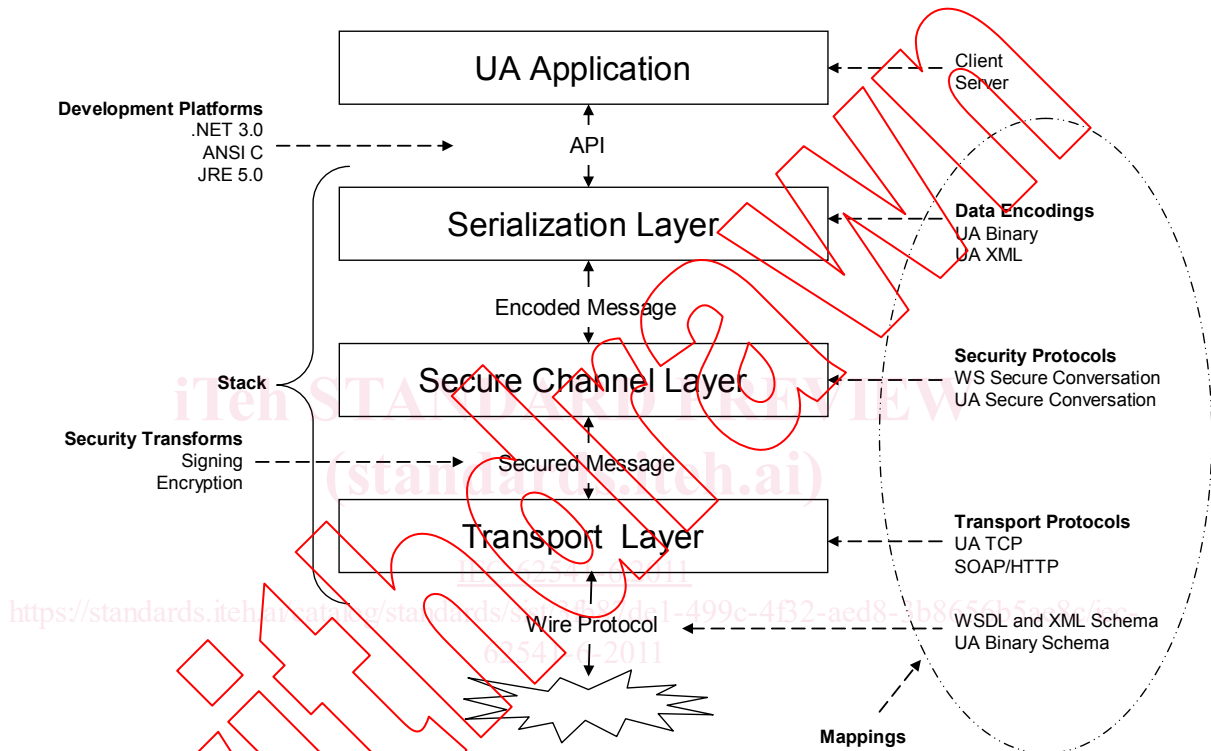 UA Application
Client
Server
Development Platforms
.NET 3.0
ANSI C
JRE 5.0
API
Serialization Layer
Data Encodings
UA Binary
UA XML
Encoded Message
Stack
Secure Channel Layer
Security Protocols
WS Secure Conversation
UA Secure Conversation
iTeh STANDARD PREVIEW
Security Transforms
Signing
Encryption
Secured Message
(standards.iteh.ai)
Transport Layer
Transport Protocols
UA TCP
SOAP/HTTP
Wire Protocol
WSDL and XML Schema
UA Binary Schema
62541-6-2011
Mappings